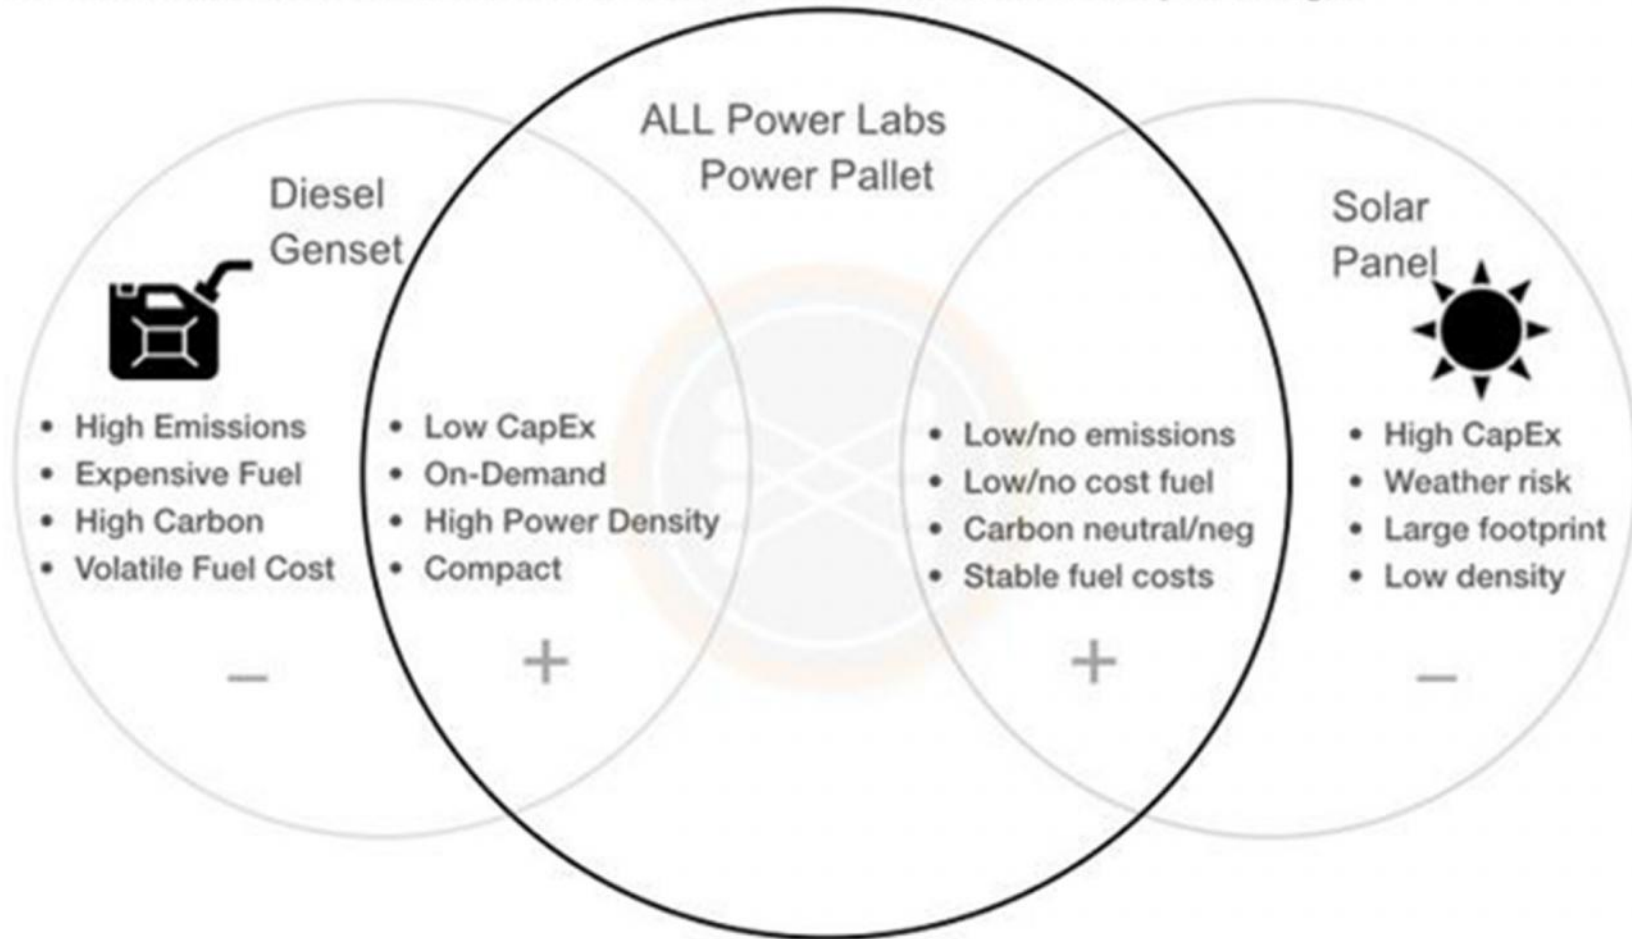 ALL Power Labs
Power Pallet
Diesel
Genset
• High Emissions
• Expensive Fuel
• High Carbon
• Volatile Fuel Cost
–
• Low CapEx
• On-Demand
• High Power Density
• Compact
+
• Low/no emissions
• Low/no cost fuel
• Carbon neutral/neg
• Stable fuel costs
+
Solar
Panel
• High CapEx
• Weather risk
• Large footprint
• Low density
–